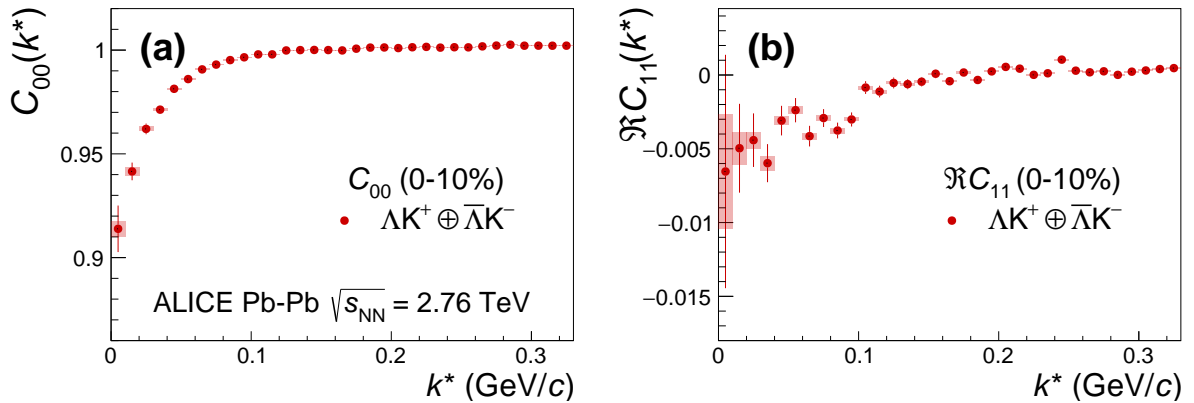 (a)
C₀₀(k*)
1
0.95
0.9
C₀₀ (0-10%)
ΛK⁺ ⊕ Λ̅K⁻
ALICE Pb-Pb √sNN = 2.76 TeV
0 0.1 0.2 0.3
k* (GeV/c)
(b)
ℜC₁₁(k*)
0
−0.005
−0.01
−0.015
ℜC₁₁ (0-10%)
ΛK⁺ ⊕ Λ̅K⁻
0 0.1 0.2 0.3
k* (GeV/c)